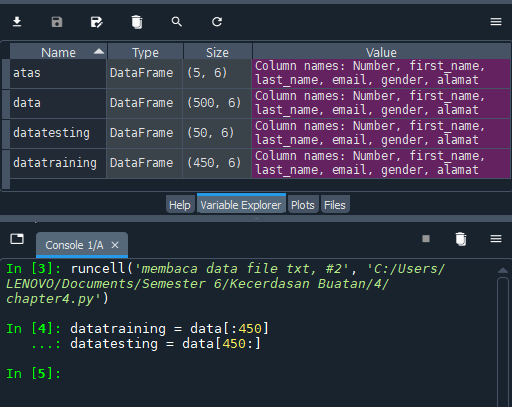 Name Type Size Value
atas DataFrame (5, 6) Column names: Number, first_name,
last_name, email, gender, alamat
data DataFrame (500, 6) Column names: Number, first_name,
last_name, email, gender, alamat
datatesting DataFrame (50, 6) Column names: Number, first_name,
last_name, email, gender, alamat
datatraining DataFrame (450, 6) Column names: Number, first_name,
last_name, email, gender, alamat
Help Variable Explorer Plots Files
Console 1/A
In [3]: runcell('membaca data file txt, #2', 'C:/Users/
LENOVO/Documents/Semester 6/Kecerdasan Buatan/4/
chapter4.py')
In [4]: datatraining = data[:450]
...: datatesting = data[450:]
In [5]: